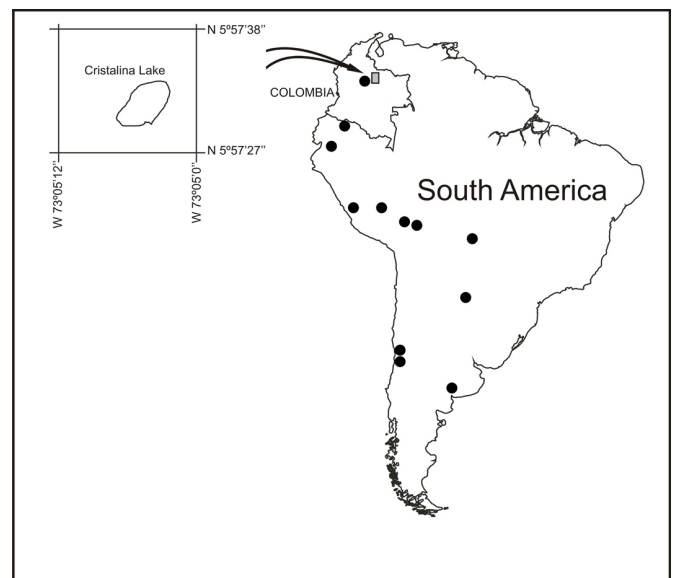 N 5º57'38’’
Cristalina Lake
COLOMBIA
N 5º57'27’’
W 73º05'12’’
W 73º05'0’’
South America